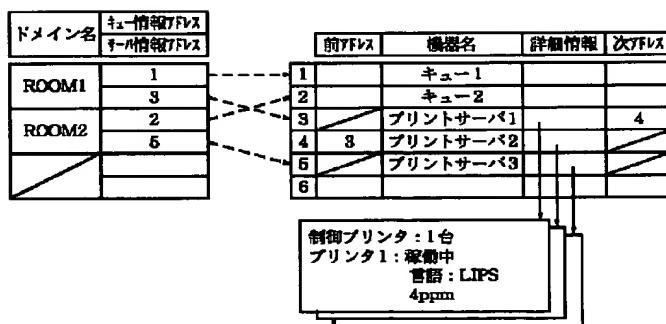 ドメイン名 キュー情報アドレス
サーバ情報アドレス
前アドレス 機器名 詳細情報 次アドレス
ROOM1 1 1 キュー1
3 2 キュー2
ROOM2 2 3 プリントサーバ1 4
5 4 3 プリントサーバ2
5 プリントサーバ3
6
制御プリンタ：1台
プリンタ1：稼働中
言語：LIPS
4ppm